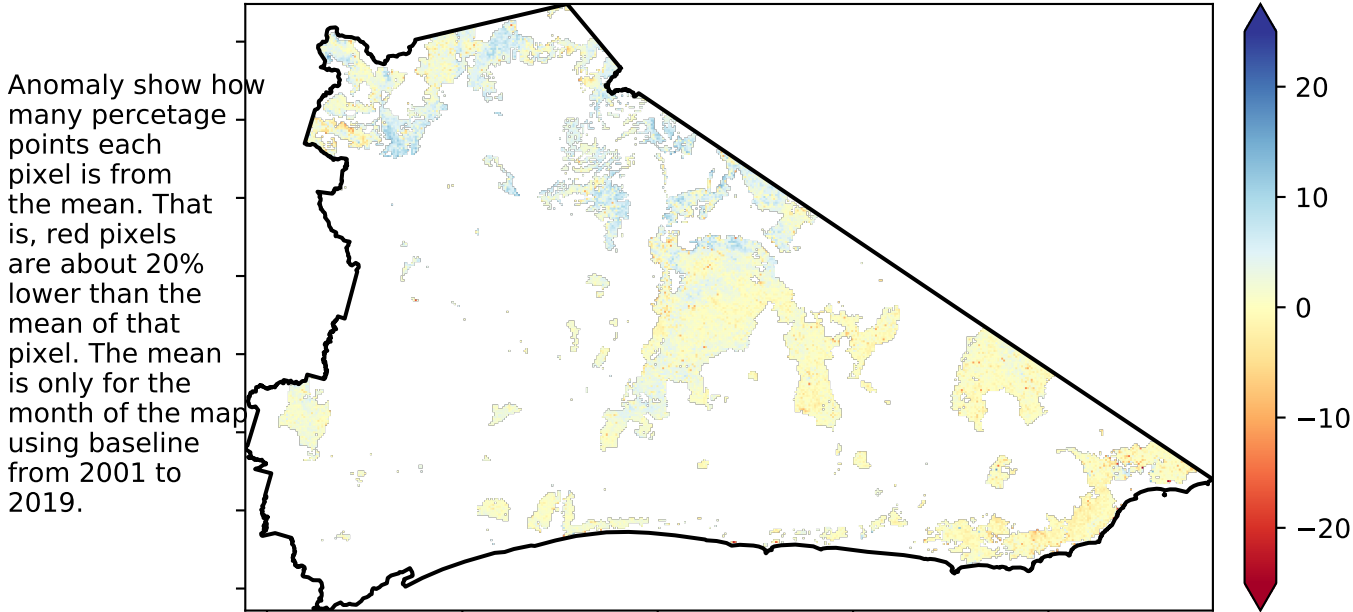 Anomaly show how
many percetage
points each
pixel is from
the mean. That
is, red pixels
are about 20%
lower than the
mean of that
pixel. The mean
is only for the
month of the map
using baseline
from 2001 to
2019.
20
10
0
−10
−20